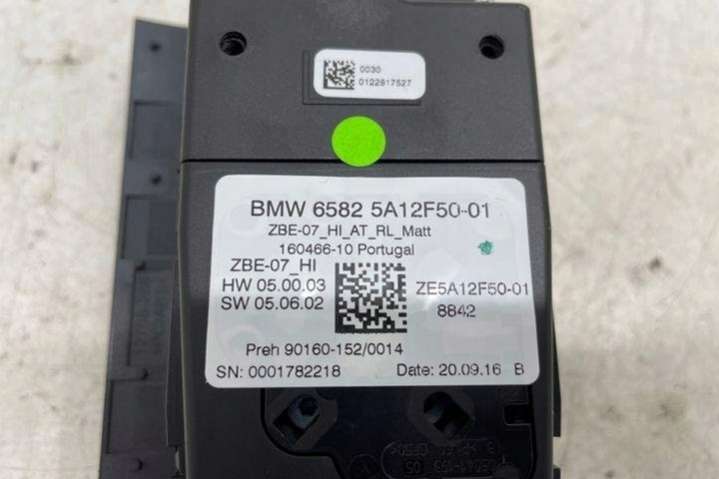 0030
0122617527
BMW 6582 5A12F50-01
ZBE-07_HI_AT_RL_Matt
160466-10 Portugal
ZBE-07_HI
HW 05.00.03
SW 05.06.02
ZE5A12F50-01
8842
Preh 90160-152/0014
SN: 0001782218
Date: 20.09.16 B